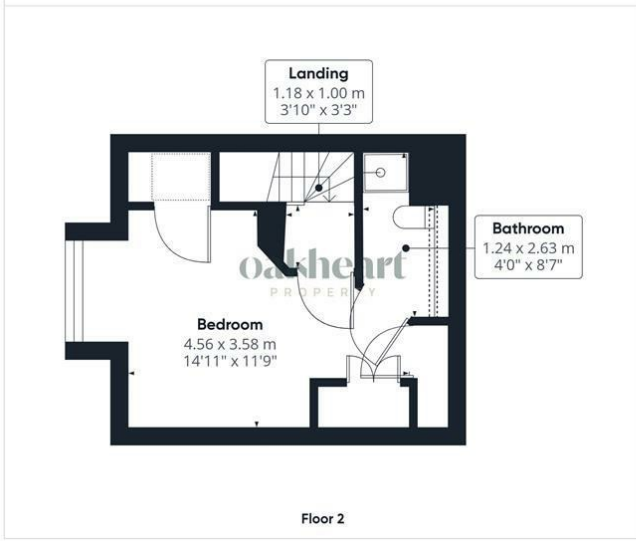 Landing
1.18 x 1.00 m
3'10" x 3'3"
oakheart
PROPERTY
Bathroom
1.24 x 2.63 m
4'0" x 8'7"
Bedroom
4.56 x 3.58 m
14'11" x 11'9"
Floor 2